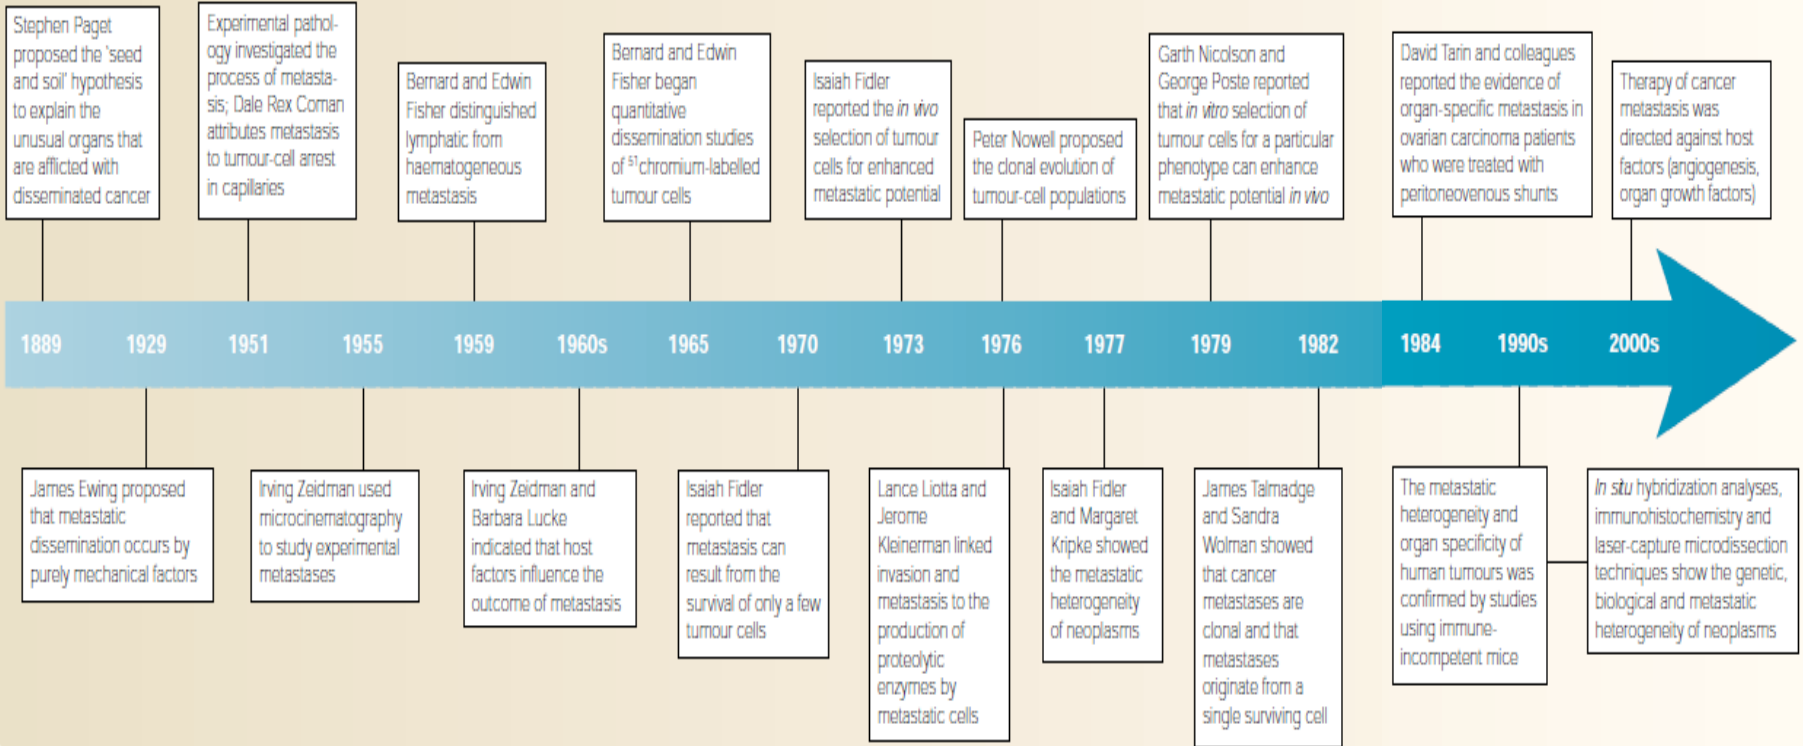 Stephen Paget
proposed the 'seed
and soil' hypothesis
to explain the
unusual organs that
are afflicted with
disseminated cancer
Experimental pathol-
ogy investigated the
process of metasta-
sis; Dale Rex Coman
attributes metastasis
to tumour-cell arrest
in capillaries
Bernard and Edwin
Fisher distinguished
lymphatic from
haematogeneous
metastasis
Bernard and Edwin
Fisher began
quantitative
dissemination studies
of ⁵¹chromium-labelled
tumour cells
Isaiah Fidler
reported the in vivo
selection of tumour
cells for enhanced
metastatic potential
Peter Nowell proposed
the clonal evolution of
tumour-cell populations
Garth Nicolson and
George Poste reported
that in vitro selection of
tumour cells for a particular
phenotype can enhance
metastatic potential in vivo
David Tarin and colleagues
reported the evidence of
organ-specific metastasis in
ovarian carcinoma patients
who were treated with
peritoneovenous shunts
Therapy of cancer
metastasis was
directed against host
factors (angiogenesis,
organ growth factors)
1889 1929 1951 1955 1959 1960s 1965 1970 1973 1976 1977 1979 1982 1984 1990s 2000s
James Ewing proposed
that metastatic
dissemination occurs by
purely mechanical factors
Irving Zeidman used
microcinematography
to study experimental
metastases
Irving Zeidman and
Barbara Lucke
indicated that host
factors influence the
outcome of metastasis
Isaiah Fidler
reported that
metastasis can
result from the
survival of only a few
tumour cells
Lance Liotta and
Jerome
Kleinerman linked
invasion and
metastasis to the
production of
proteolytic
enzymes by
metastatic cells
Isaiah Fidler
and Margaret
Kripke showed
the metastatic
heterogeneity
of neoplasms
James Talmadge
and Sandra
Wolman showed
that cancer
metastases are
clonal and that
metastases
originate from a
single surviving cell
The metastatic
heterogeneity and
organ specificity of
human tumours was
confirmed by studies
using immune-
incompetent mice
In situ hybridization analyses,
immunohistochemistry and
laser-capture microdissection
techniques show the genetic,
biological and metastatic
heterogeneity of neoplasms